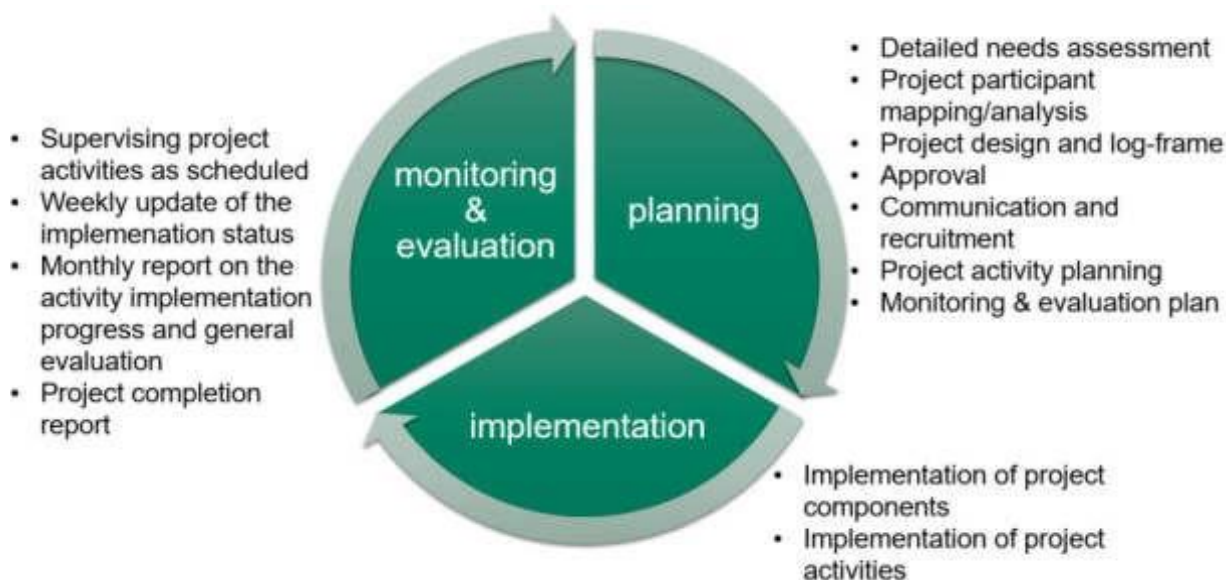 • Detailed needs assessment
• Project participant
mapping/analysis
• Project design and log-frame
• Approval
• Communication and
recruitment
• Project activity planning
• Monitoring & evaluation plan
• Supervising project
activities as scheduled
• Weekly update of the
implemenation status
• Monthly report on the
activity implementation
progress and general
evaluation
• Project completion
report
monitoring
&
evaluation
planning
implementation
• Implementation of project
components
• Implementation of project
activities